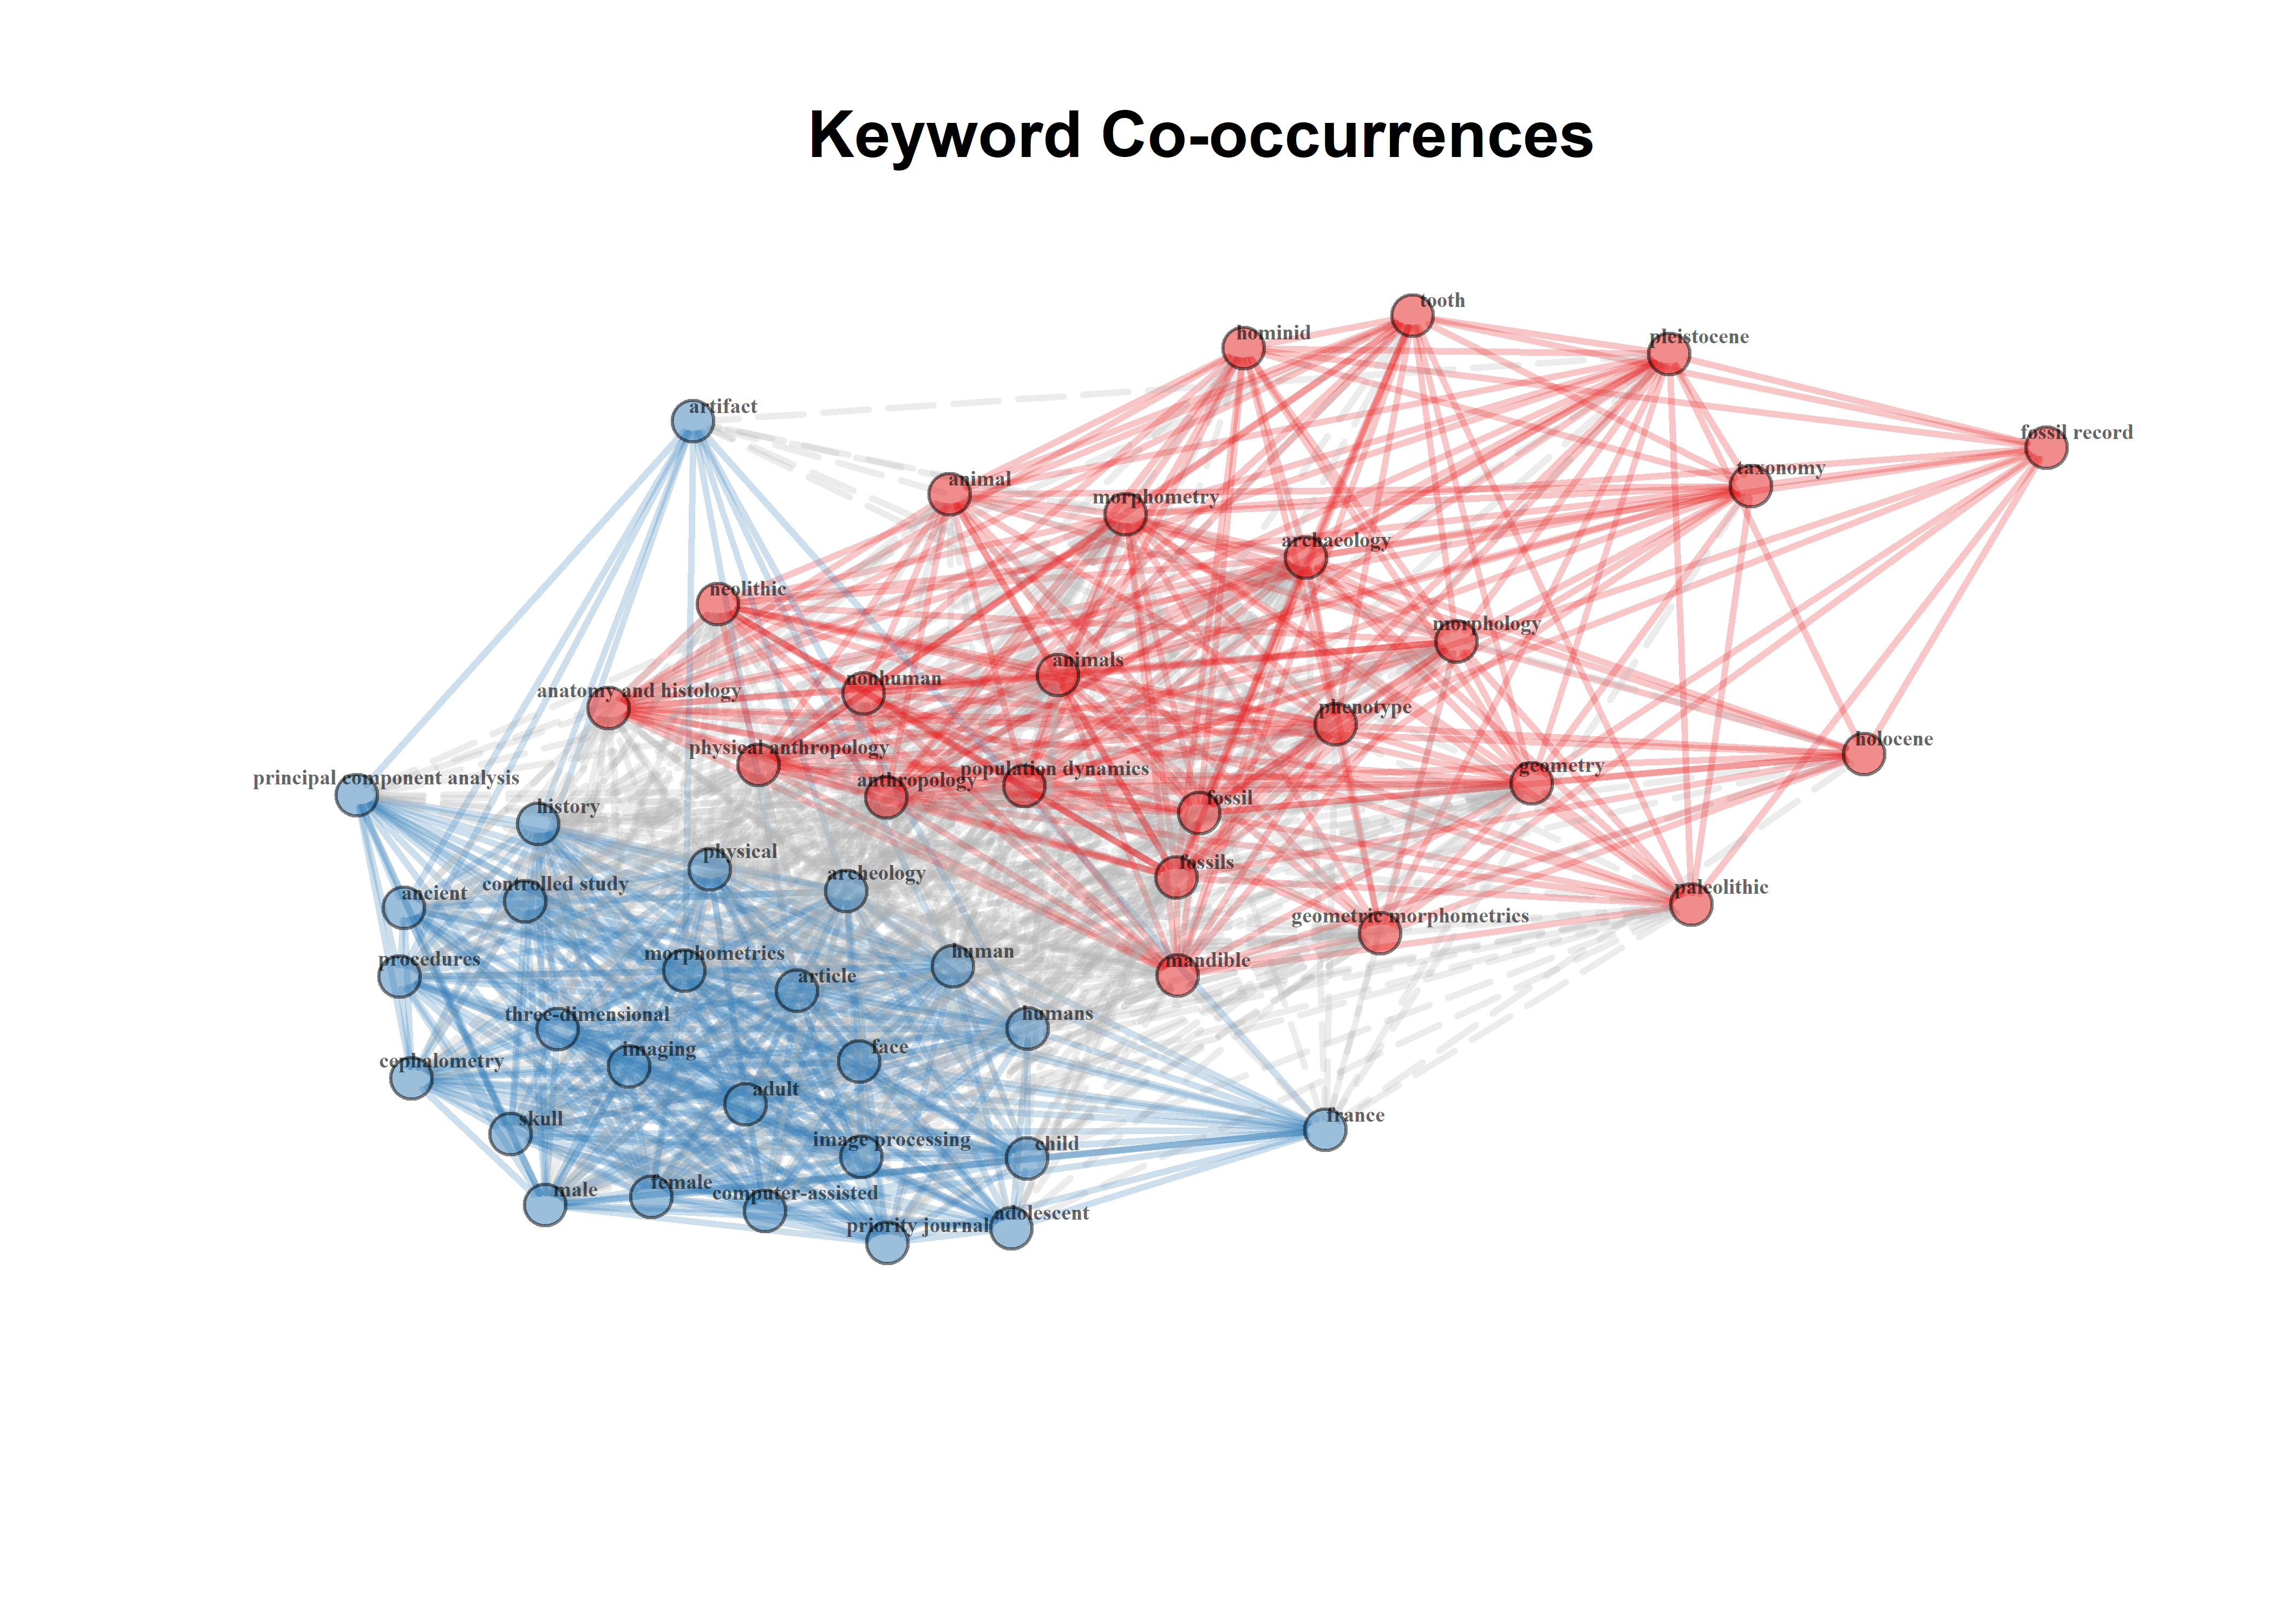 Keyword Co-occurrences
tooth
hominid
pleistocene
artifact
fossil record
taxonomy
animal
morphometry
archaeology
neolithic
morphology
animals
nonhuman
anatomy and histology
phenotype
holocene
physical anthropology
population dynamics
geometry
principal component analysis
anthropology
fossil
history
physical
fossils
archeology
controlled study
paleolithic
ancient
geometric morphometrics
human
morphometrics
procedures
mandible
article
humans
three-dimensional
face
imaging
cephalometry
adult
france
skull
image processing
child
female
male
computer-assisted
adolescent
priority journal